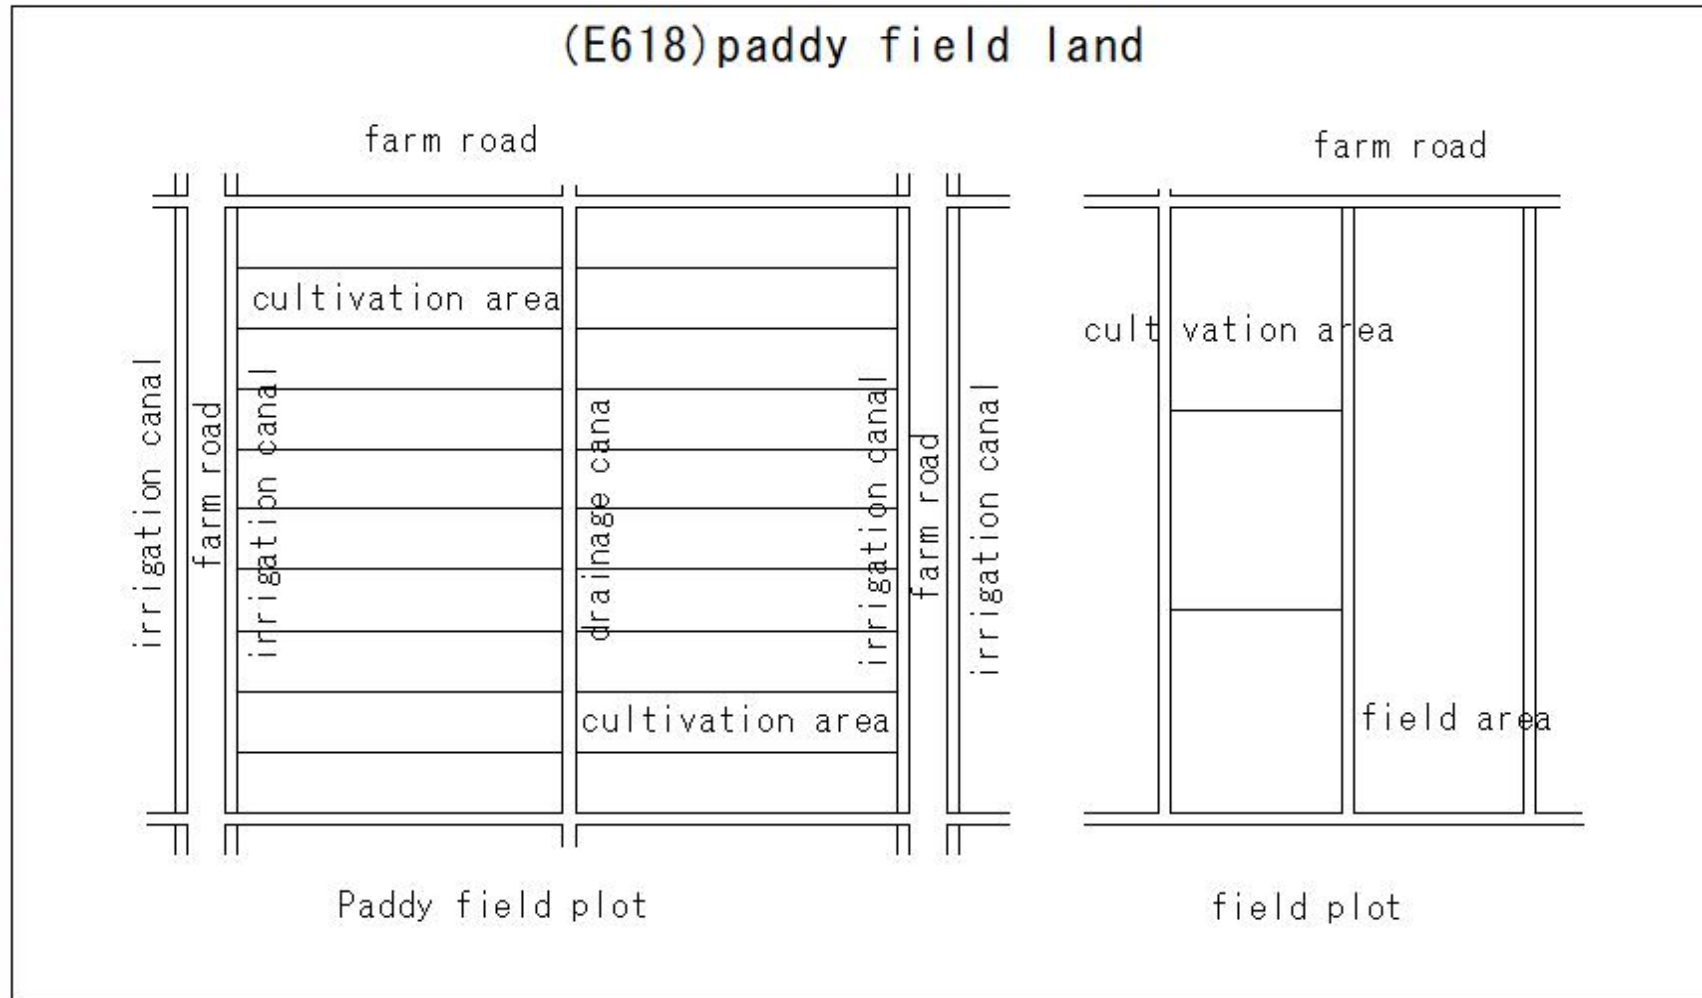 (E618)paddy field land
farm road
farm road
cultivation area
cultivation area
irrigation canal
farm road
irrigation canal
drainage cana
irrigation canal
farm road
irrigation canal
cultivation area
field area
Paddy field plot
field plot